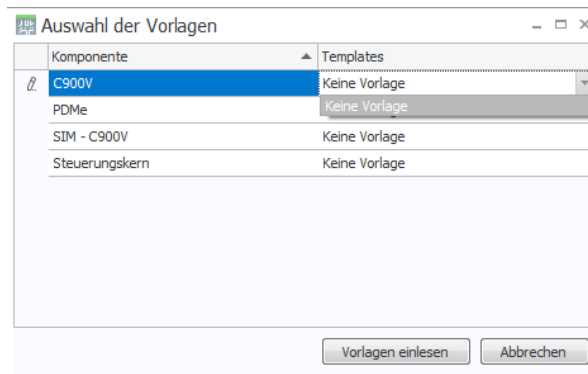 Auswahl der Vorlagen
Komponente Templates
C900V Keine Vorlage
Keine Vorlage
PDMe
SIM - C900V Keine Vorlage
Steuerungskern Keine Vorlage
Vorlagen einlesen Abbrechen